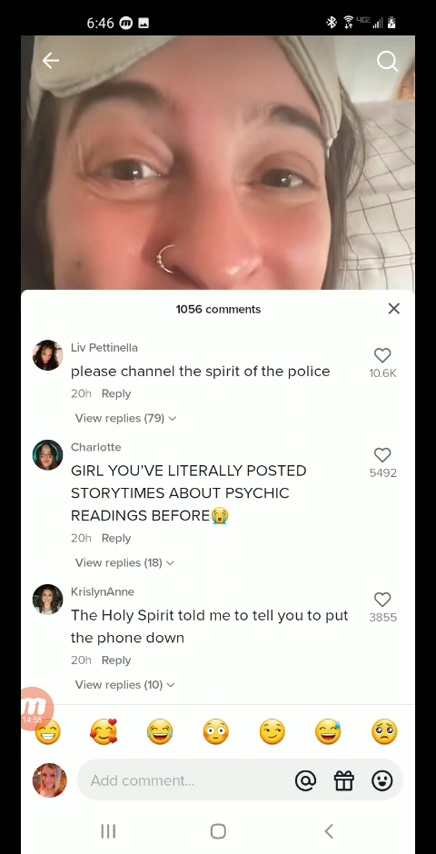 6:46
4GE
1056 comments
Liv Pettinella
please channel the spirit of the police
10.6K
20h Reply
View replies (79)
Charlotte
GIRL YOU'VE LITERALLY POSTED
STORYTIMES ABOUT PSYCHIC
READINGS BEFORE😭
5492
20h Reply
View replies (18)
KrislynAnne
The Holy Spirit told me to tell you to put
the phone down
3855
20h Reply
View replies (10)
14:55
Add comment...